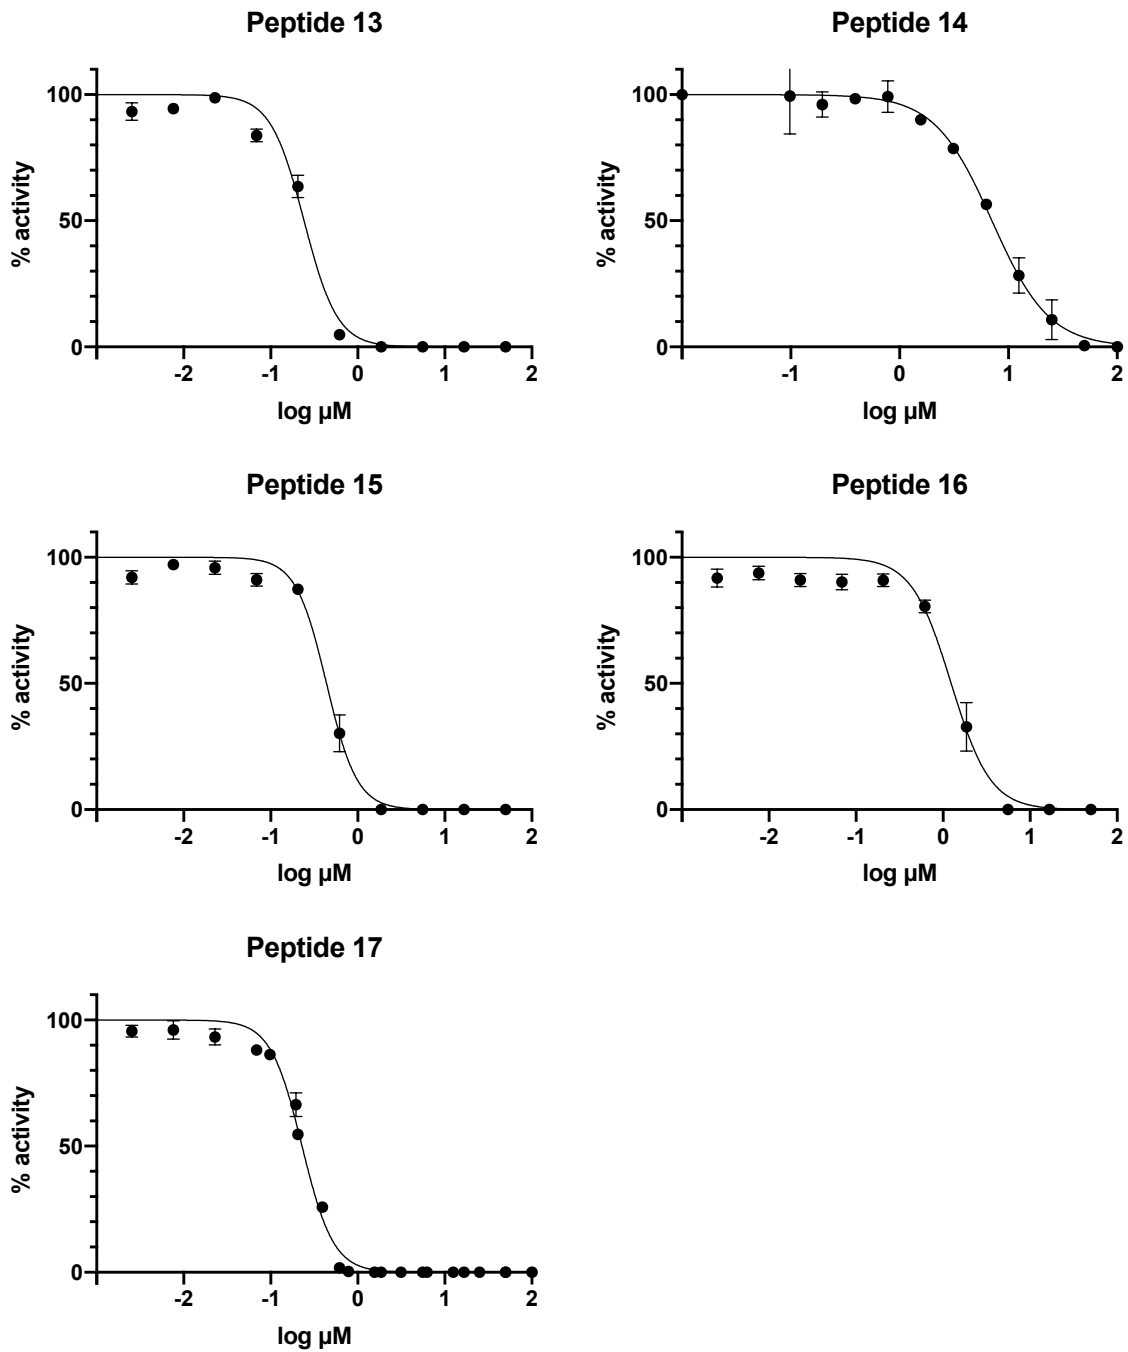 Peptide 13
100
50
0
% activity
-2 -1 0 1 2
log µM
Peptide 14
100
50
0
% activity
-1 0 1 2
log µM
Peptide 15
100
50
0
% activity
-2 -1 0 1 2
log µM
Peptide 16
100
50
0
% activity
-2 -1 0 1 2
log µM
Peptide 17
100
50
0
% activity
-2 -1 0 1 2
log µM